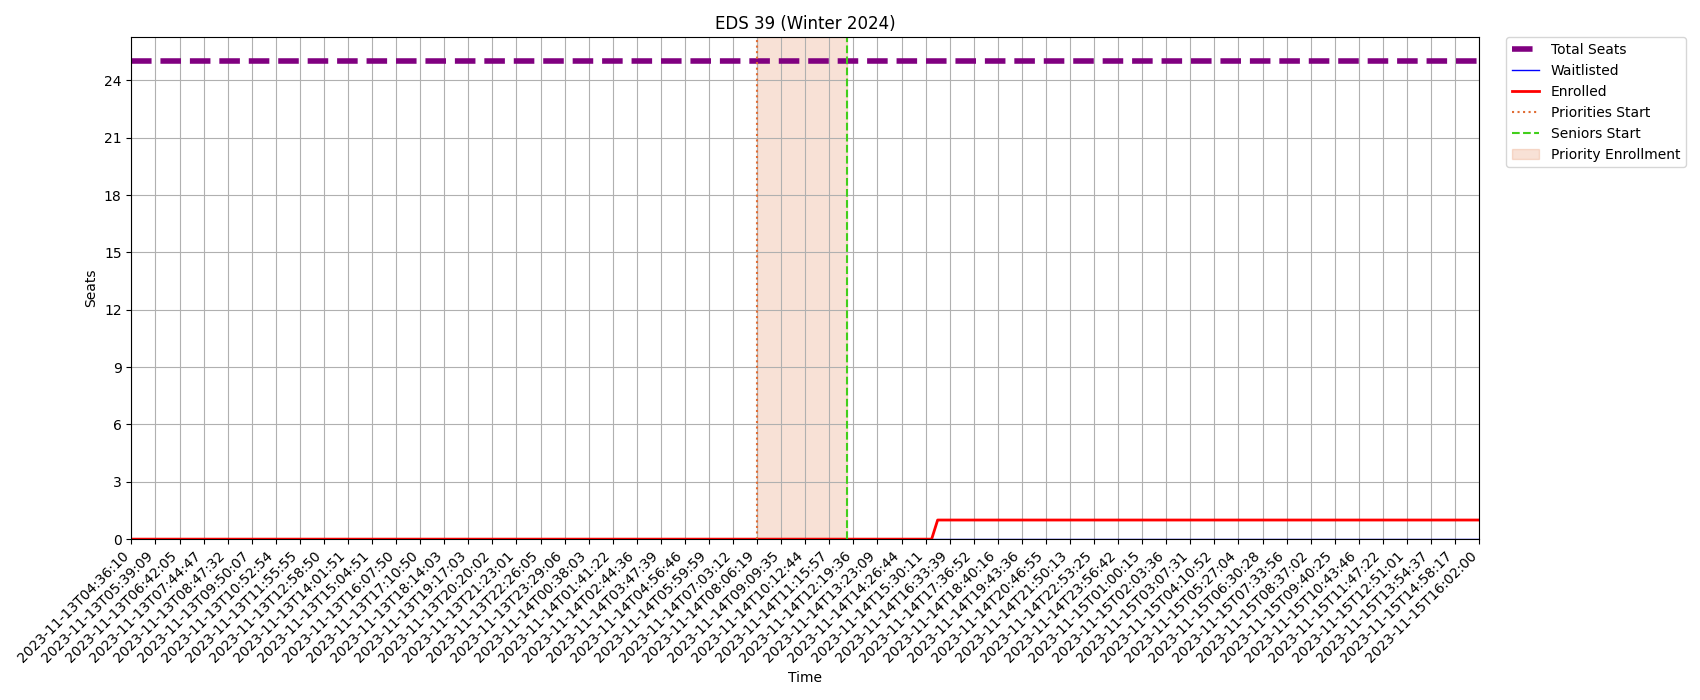 EDS 39 (Winter 2024)
Total Seats
Waitlisted
Enrolled
Priorities Start
Seniors Start
Priority Enrollment
Seats
24
21
18
15
12
9
6
3
0
2023-11-13T04:36:10
2023-11-13T05:39:09
2023-11-13T06:42:05
2023-11-13T07:44:47
2023-11-13T08:47:32
2023-11-13T09:50:07
2023-11-13T10:52:54
2023-11-13T11:55:55
2023-11-13T12:58:50
2023-11-13T14:01:51
2023-11-13T15:04:51
2023-11-13T16:07:50
2023-11-13T17:10:50
2023-11-13T18:14:03
2023-11-13T19:17:03
2023-11-13T20:20:02
2023-11-13T21:23:01
2023-11-13T22:26:05
2023-11-13T23:29:06
2023-11-14T00:38:03
2023-11-14T01:41:22
2023-11-14T02:44:36
2023-11-14T03:47:39
2023-11-14T04:56:46
2023-11-14T05:59:59
2023-11-14T07:03:12
2023-11-14T08:06:19
2023-11-14T09:09:35
2023-11-14T10:12:44
2023-11-14T11:15:57
2023-11-14T12:19:36
2023-11-14T13:23:09
2023-11-14T14:26:44
2023-11-14T15:30:11
2023-11-14T16:33:39
2023-11-14T17:36:52
2023-11-14T18:40:16
2023-11-14T19:43:36
2023-11-14T20:46:55
2023-11-14T21:50:13
2023-11-14T22:53:25
2023-11-14T23:56:42
2023-11-15T01:00:15
2023-11-15T02:03:36
2023-11-15T03:07:31
2023-11-15T04:10:52
2023-11-15T05:27:04
2023-11-15T06:30:28
2023-11-15T07:33:56
2023-11-15T08:37:02
2023-11-15T09:40:25
2023-11-15T10:43:46
2023-11-15T11:47:22
2023-11-15T12:51:01
2023-11-15T13:54:37
2023-11-15T14:58:17
2023-11-15T16:02:00
Time